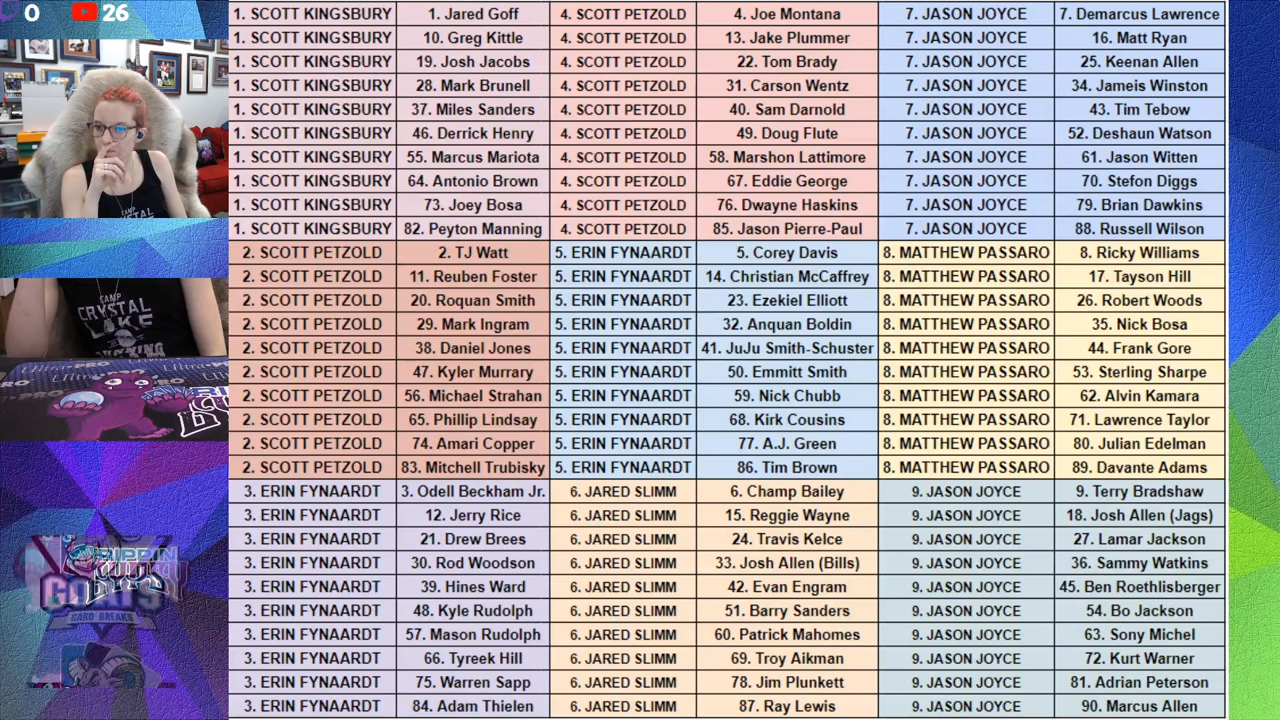 0 26
1. SCOTT KINGSBURY 1. Jared Goff 4. SCOTT PETZOLD 4. Joe Montana 7. JASON JOYCE 7. Demarcus Lawrence
1. SCOTT KINGSBURY 10. Greg Kittle 4. SCOTT PETZOLD 13. Jake Plummer 7. JASON JOYCE 16. Matt Ryan
1. SCOTT KINGSBURY 19. Josh Jacobs 4. SCOTT PETZOLD 22. Tom Brady 7. JASON JOYCE 25. Keenan Allen
1. SCOTT KINGSBURY 28. Mark Brunell 4. SCOTT PETZOLD 31. Carson Wentz 7. JASON JOYCE 34. Jameis Winston
1. SCOTT KINGSBURY 37. Miles Sanders 4. SCOTT PETZOLD 40. Sam Darnold 7. JASON JOYCE 43. Tim Tebow
1. SCOTT KINGSBURY 46. Derrick Henry 4. SCOTT PETZOLD 49. Doug Flute 7. JASON JOYCE 52. Deshaun Watson
1. SCOTT KINGSBURY 55. Marcus Mariota 4. SCOTT PETZOLD 58. Marshon Lattimore 7. JASON JOYCE 61. Jason Witten
1. SCOTT KINGSBURY 64. Antonio Brown 4. SCOTT PETZOLD 67. Eddie George 7. JASON JOYCE 70. Stefon Diggs
1. SCOTT KINGSBURY 73. Joey Bosa 4. SCOTT PETZOLD 76. Dwayne Haskins 7. JASON JOYCE 79. Brian Dawkins
1. SCOTT KINGSBURY 82. Peyton Manning 4. SCOTT PETZOLD 85. Jason Pierre-Paul 7. JASON JOYCE 88. Russell Wilson
2. SCOTT PETZOLD 2. TJ Watt 5. ERIN FYNAARDT 5. Corey Davis 8. MATTHEW PASSARO 8. Ricky Williams
2. SCOTT PETZOLD 11. Reuben Foster 5. ERIN FYNAARDT 14. Christian McCaffrey 8. MATTHEW PASSARO 17. Tayson Hill
2. SCOTT PETZOLD 20. Roquan Smith 5. ERIN FYNAARDT 23. Ezekiel Elliott 8. MATTHEW PASSARO 26. Robert Woods
2. SCOTT PETZOLD 29. Mark Ingram 5. ERIN FYNAARDT 32. Anquan Boldin 8. MATTHEW PASSARO 35. Nick Bosa
2. SCOTT PETZOLD 38. Daniel Jones 5. ERIN FYNAARDT 41. JuJu Smith-Schuster 8. MATTHEW PASSARO 44. Frank Gore
2. SCOTT PETZOLD 47. Kyler Murrary 5. ERIN FYNAARDT 50. Emmitt Smith 8. MATTHEW PASSARO 53. Sterling Sharpe
2. SCOTT PETZOLD 56. Michael Strahan 5. ERIN FYNAARDT 59. Nick Chubb 8. MATTHEW PASSARO 62. Alvin Kamara
2. SCOTT PETZOLD 65. Phillip Lindsay 5. ERIN FYNAARDT 68. Kirk Cousins 8. MATTHEW PASSARO 71. Lawrence Taylor
2. SCOTT PETZOLD 74. Amari Copper 5. ERIN FYNAARDT 77. A.J. Green 8. MATTHEW PASSARO 80. Julian Edelman
2. SCOTT PETZOLD 83. Mitchell Trubisky 5. ERIN FYNAARDT 86. Tim Brown 8. MATTHEW PASSARO 89. Davante Adams
3. ERIN FYNAARDT 3. Odell Beckham Jr. 6. JARED SLIMM 6. Champ Bailey 9. JASON JOYCE 9. Terry Bradshaw
3. ERIN FYNAARDT 12. Jerry Rice 6. JARED SLIMM 15. Reggie Wayne 9. JASON JOYCE 18. Josh Allen (Jags)
3. ERIN FYNAARDT 21. Drew Brees 6. JARED SLIMM 24. Travis Kelce 9. JASON JOYCE 27. Lamar Jackson
3. ERIN FYNAARDT 30. Rod Woodson 6. JARED SLIMM 33. Josh Allen (Bills) 9. JASON JOYCE 36. Sammy Watkins
3. ERIN FYNAARDT 39. Hines Ward 6. JARED SLIMM 42. Evan Engram 9. JASON JOYCE 45. Ben Roethlisberger
3. ERIN FYNAARDT 48. Kyle Rudolph 6. JARED SLIMM 51. Barry Sanders 9. JASON JOYCE 54. Bo Jackson
3. ERIN FYNAARDT 57. Mason Rudolph 6. JARED SLIMM 60. Patrick Mahomes 9. JASON JOYCE 63. Sony Michel
3. ERIN FYNAARDT 66. Tyreek Hill 6. JARED SLIMM 69. Troy Aikman 9. JASON JOYCE 72. Kurt Warner
3. ERIN FYNAARDT 75. Warren Sapp 6. JARED SLIMM 78. Jim Plunkett 9. JASON JOYCE 81. Adrian Peterson
3. ERIN FYNAARDT 84. Adam Thielen 6. JARED SLIMM 87. Ray Lewis 9. JASON JOYCE 90. Marcus Allen
CAMP
CRYSTAL
CAMP
CRYSTAL
LAKE
RIPPIN
CARD BREAKS